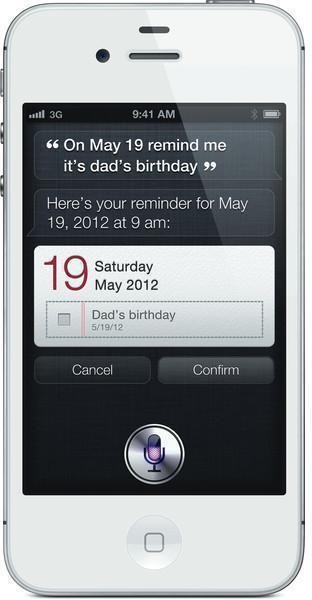 3G 9:41 AM
“ On May 19 remind me
it's dad's birthday ”
Here's your reminder for May
19, 2012 at 9 am:
19 Saturday
May 2012
Dad's birthday
5/19/12
Cancel Confirm